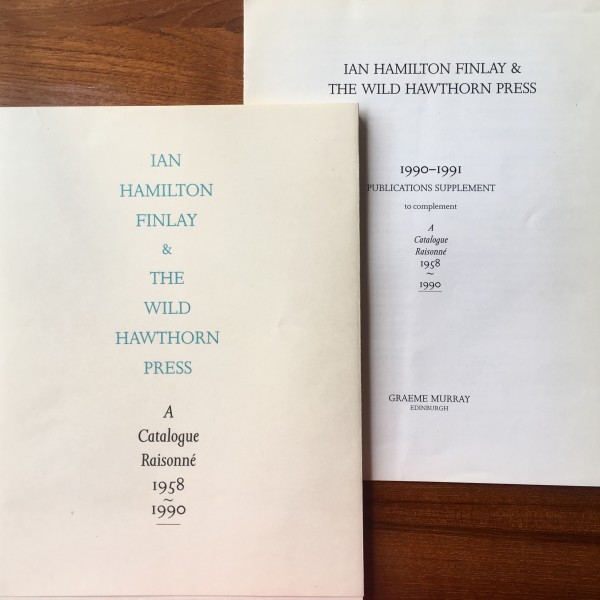 IAN
HAMILTON
FINLAY
&
THE
WILD
HAWTHORN
PRESS
A
Catalogue
Raisonné
1958
~
1990
IAN HAMILTON FINLAY &
THE WILD HAWTHORN PRESS
1990–1991
PUBLICATIONS SUPPLEMENT
to complement
A
Catalogue
Raisonné
1958
~
1990
GRAEME MURRAY
EDINBURGH